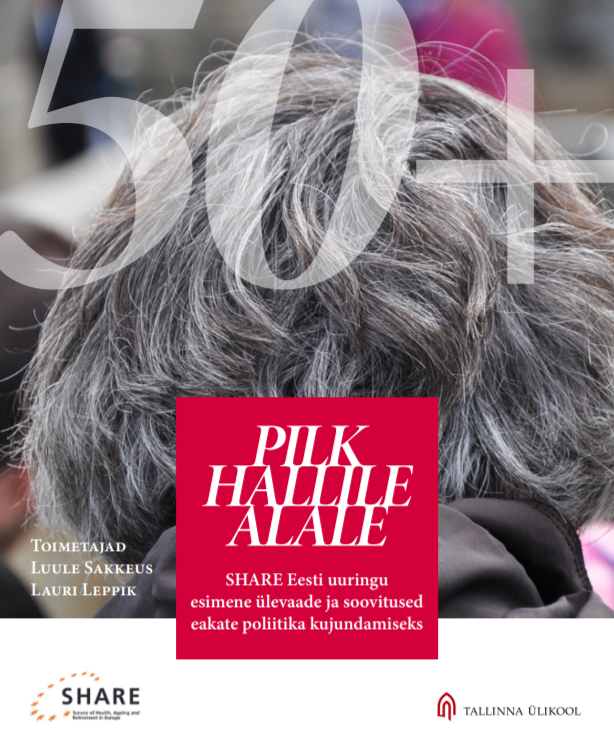 50+
PILK
HALLILE
ALALE
SHARE Eesti uuringu
esimene ülevaade ja soovitused
eakate poliitika kujundamiseks
Toimetajad
Luule Sakkeus
Lauri Leppik
SHARE
Survey of Health, Ageing and
Retirement in Europe
TALLINNA ÜLIKOOL